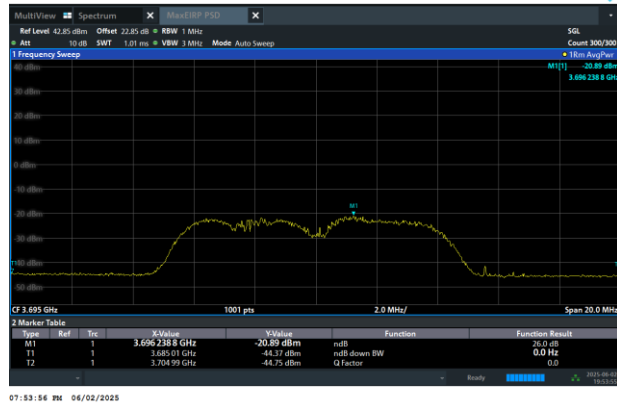 MultiView Spectrum X MaxEIRP PSD X
Ref Level 42.85 dBm Offset 22.85 dB RBW 1 MHz SGL
Att 10 dB SWT 1.01 ms VBW 3 MHz Mode Auto Sweep Count 300/300
1 Frequency Sweep 1Rm AvgPwr
40 dBm M1[1] -20.89 dBm
3.696 238 8 GHz
30 dBm
20 dBm
10 dBm
0 dBm
-10 dBm
M1
-20 dBm
-30 dBm
T1 dBm
-50 dBm
CF 3.695 GHz 1001 pts 2.0 MHz/ Span 20.0 MHz
2 Marker Table
Type Ref Trc X-Value Y-Value Function Function Result
M1 1 3.696 238 8 GHz -20.89 dBm ndB 26.0 dB
T1 1 3.685 01 GHz -44.37 dBm ndB down BW 0.0 Hz
T2 1 3.704 99 GHz -44.75 dBm Q Factor 0.0
Ready 2025-06-02
19:53:55
07:53:56 PM 06/02/2025